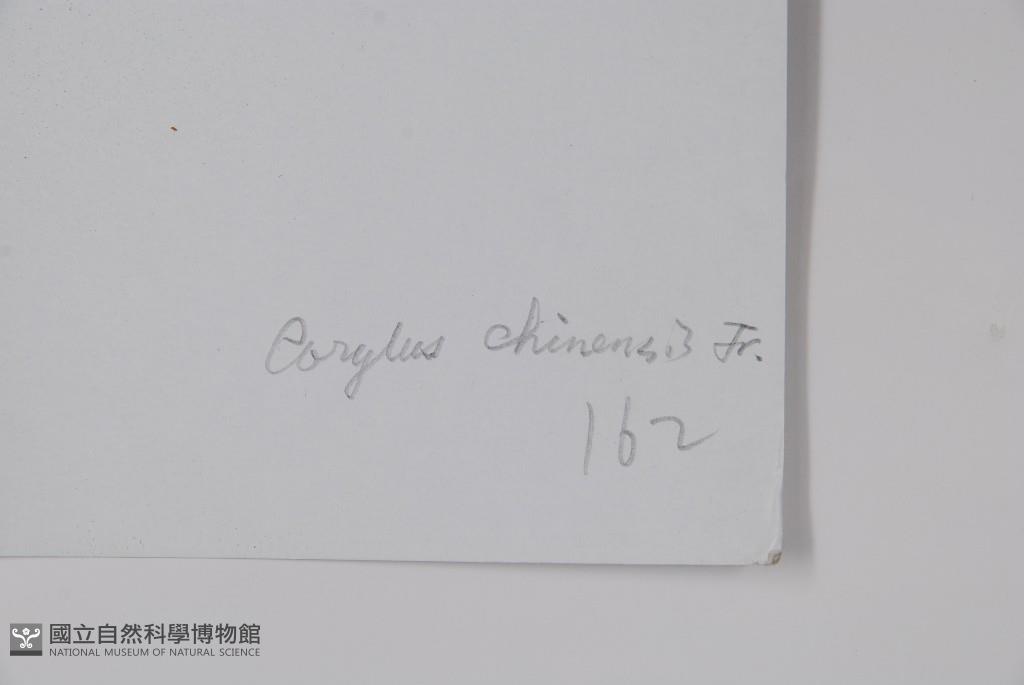 Corylus chinensis Fr.
162
國立自然科學博物館
NATIONAL MUSEUM OF NATURAL SCIENCE